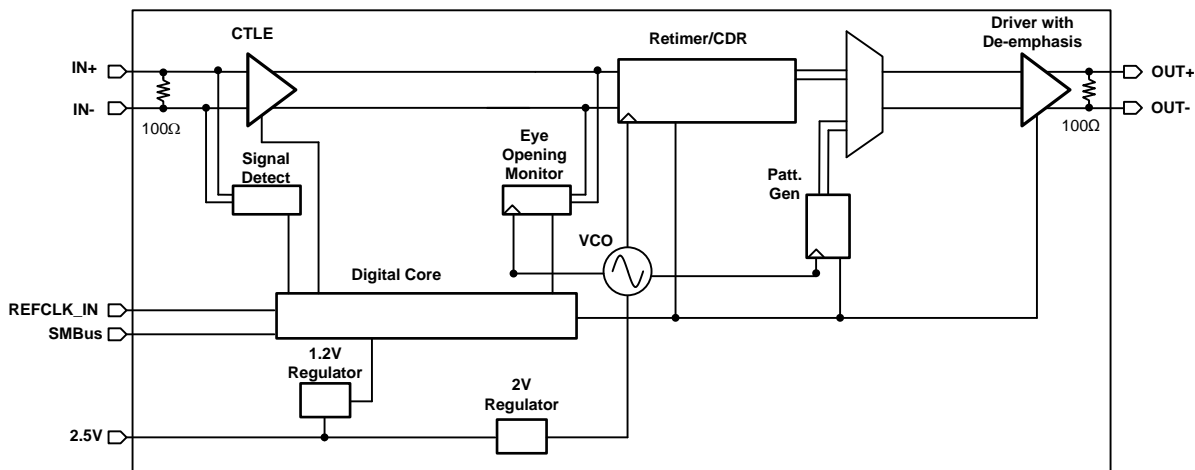 CTLE
Retimer/CDR
Driver with
De-emphasis
IN+
OUT+
IN-
OUT-
100Ω
100Ω
Signal
Detect
Eye
Opening
Monitor
Patt.
Gen
VCO
Digital Core
REFCLK_IN
SMBus
1.2V
Regulator
2V
Regulator
2.5V